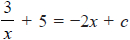 3/x + 5 = −2x + c